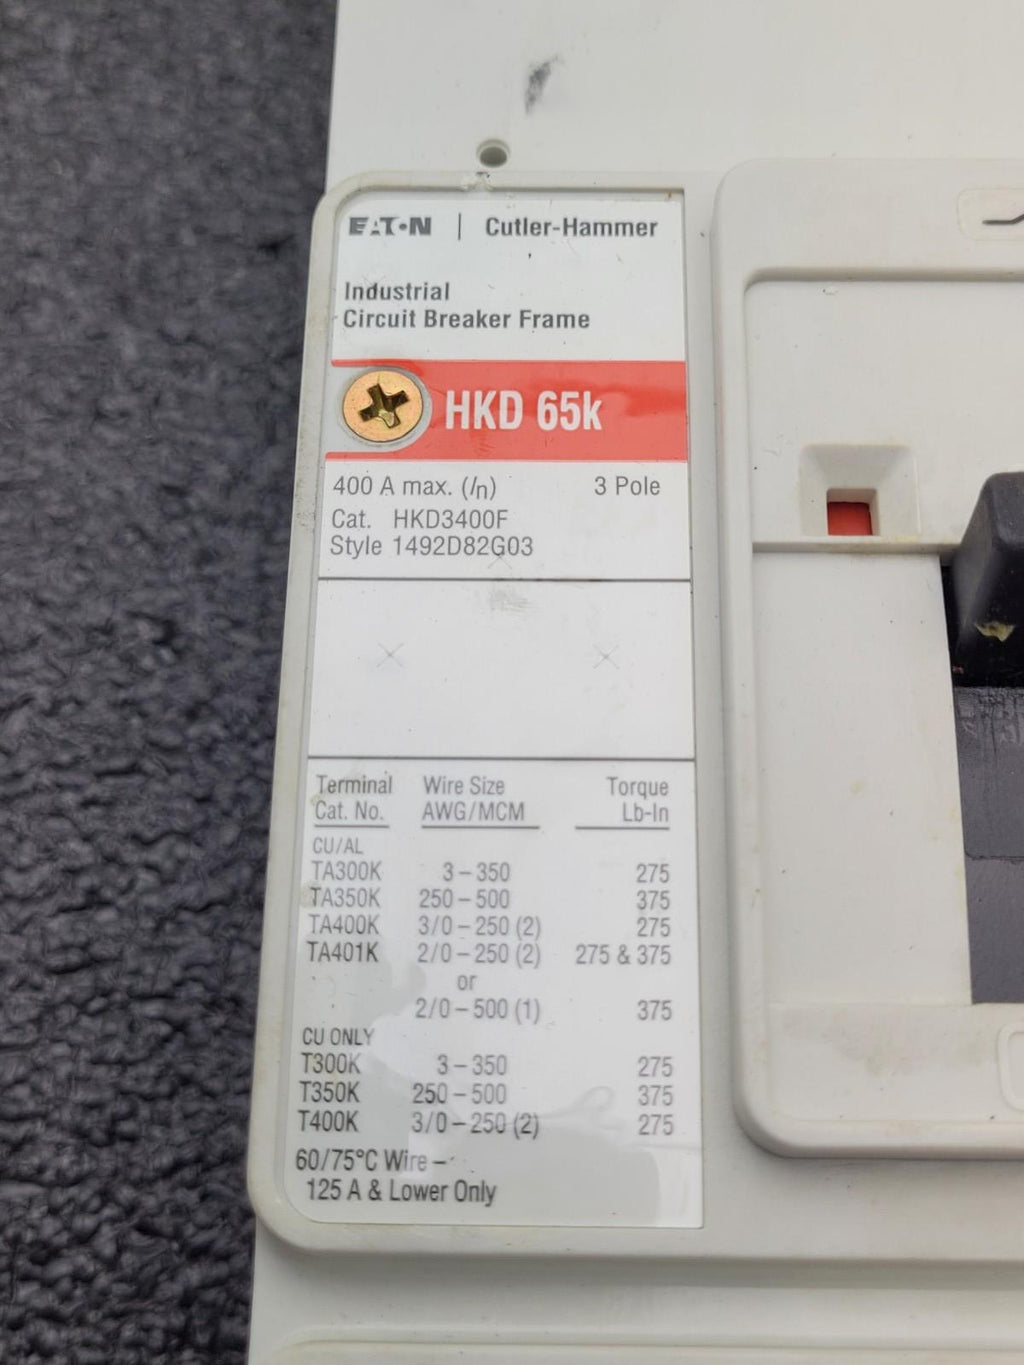 EAT•N | Cutler-Hammer
Industrial
Circuit Breaker Frame
HKD 65k
400 A max. (In) 3 Pole
Cat. HKD3400F
Style 1492D82G03
Terminal Wire Size Torque
Cat. No. AWG/MCM Lb-In
CU/AL
TA300K 3–350 275
TA350K 250–500 375
TA400K 3/0–250 (2) 275
TA401K 2/0–250 (2) 275 & 375
or
2/0–500 (1) 375
CU ONLY
T300K 3–350 275
T350K 250–500 375
T400K 3/0–250 (2) 275
60/75°C Wire –
125 A & Lower Only